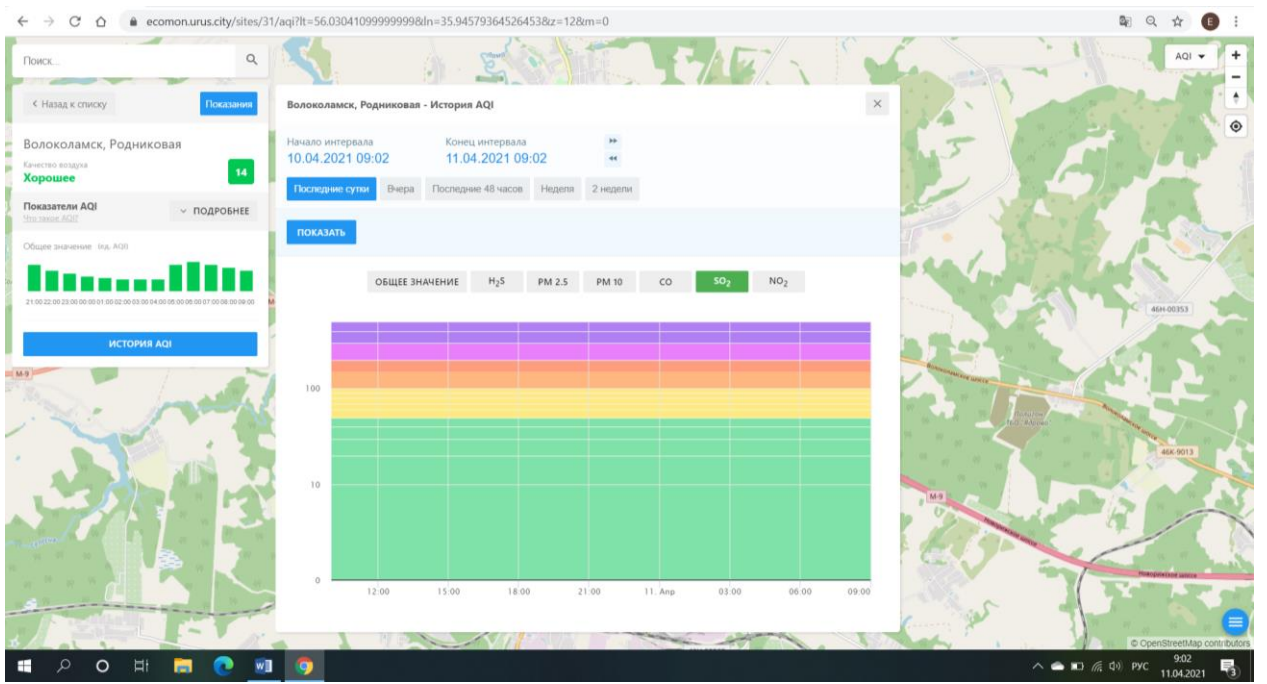 ecomon.urus.city/sites/31/aqi?lt=56.03041099999999&ln=35.94579364526453&z=12&m=0
E
Поиск...
AQI
+
−
< Назад к списку
Показания
Волоколамск, Родниковая
Качество воздуха
Хорошее
14
Показатели AQI
Что такое AQI?
ПОДРОБНЕЕ
Общее значение (ед. AQI)
21:00 22:00 23:00 00:00 01:00 02:00 03:00 04:00 05:00 06:00 07:00 08:00 09:00
ИСТОРИЯ AQI
Волоколамск, Родниковая - История AQI
×
Начало интервала
Конец интервала
10.04.2021 09:02
11.04.2021 09:02
Последние сутки
Вчера
Последние 48 часов
Неделя
2 недели
ПОКАЗАТЬ
ОБЩЕЕ ЗНАЧЕНИЕ
H₂S
PM 2.5
PM 10
CO
SO₂
NO₂
100
10
0
12:00
15:00
18:00
21:00
11. Апр
03:00
06:00
09:00
М-9
46Н-00353
Волоколамское шоссе
46К-9013
М-9
Новорижское шоссе
© OpenStreetMap contributors
РУС
9:02
11.04.2021
3